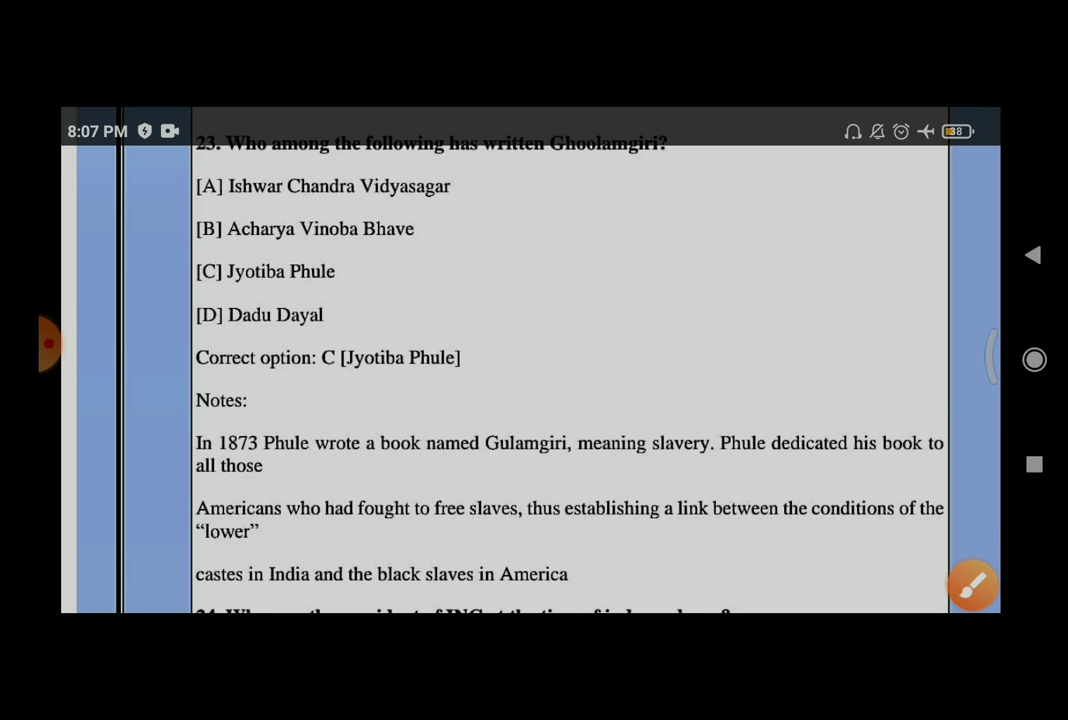 8:07 PM
38
23. Who among the following has written Ghoolamgiri?
[A] Ishwar Chandra Vidyasagar
[B] Acharya Vinoba Bhave
[C] Jyotiba Phule
[D] Dadu Dayal
Correct option: C [Jyotiba Phule]
Notes:
In 1873 Phule wrote a book named Gulamgiri, meaning slavery. Phule dedicated his book to
all those
Americans who had fought to free slaves, thus establishing a link between the conditions of the
“lower”
castes in India and the black slaves in America